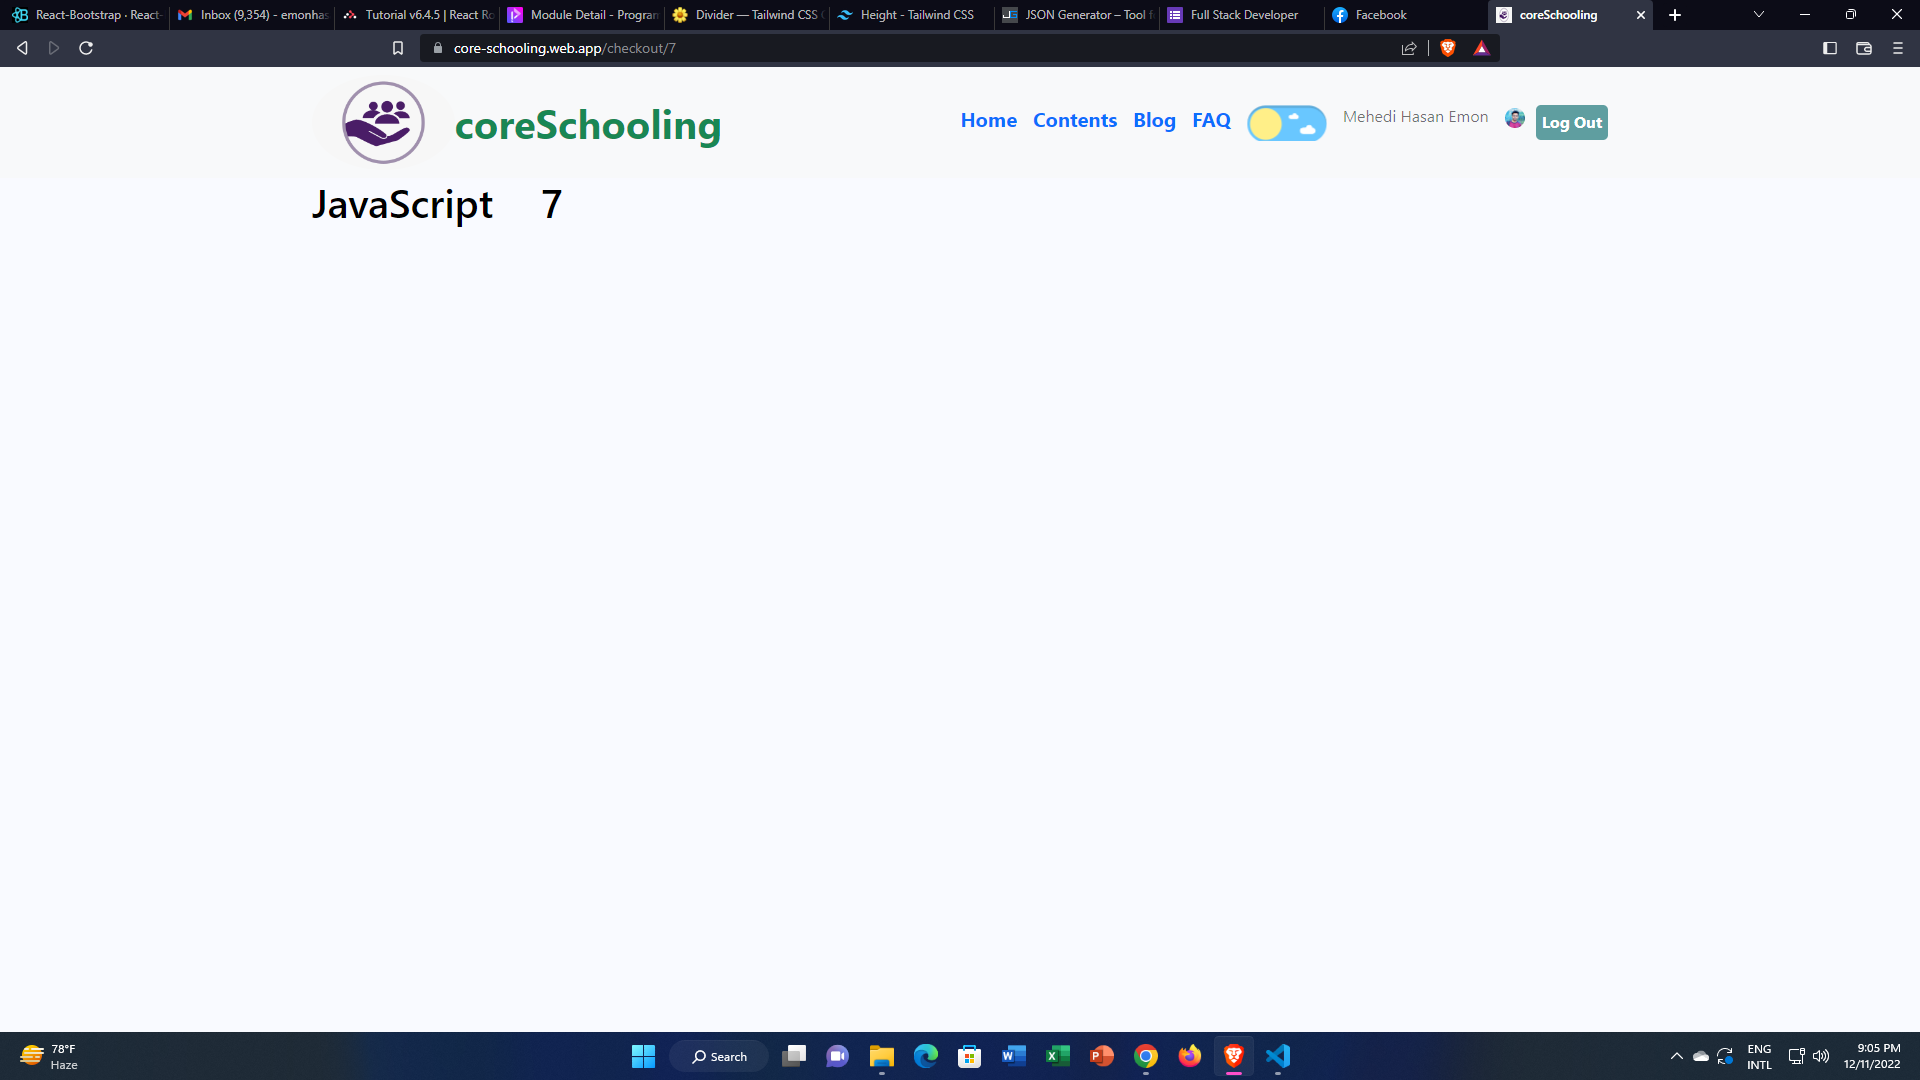 React-Bootstrap · React-
Inbox (9,354) - emonhas
Tutorial v6.4.5 | React Ro
Module Detail - Program
Divider — Tailwind CSS C
Height - Tailwind CSS
JSON Generator – Tool f
Full Stack Developer
Facebook
coreSchooling
core-schooling.web.app/checkout/7
coreSchooling
Home Contents Blog FAQ Mehedi Hasan Emon Log Out
JavaScript 7
78°F
Haze
Search
ENG
INTL
9:05 PM
12/11/2022